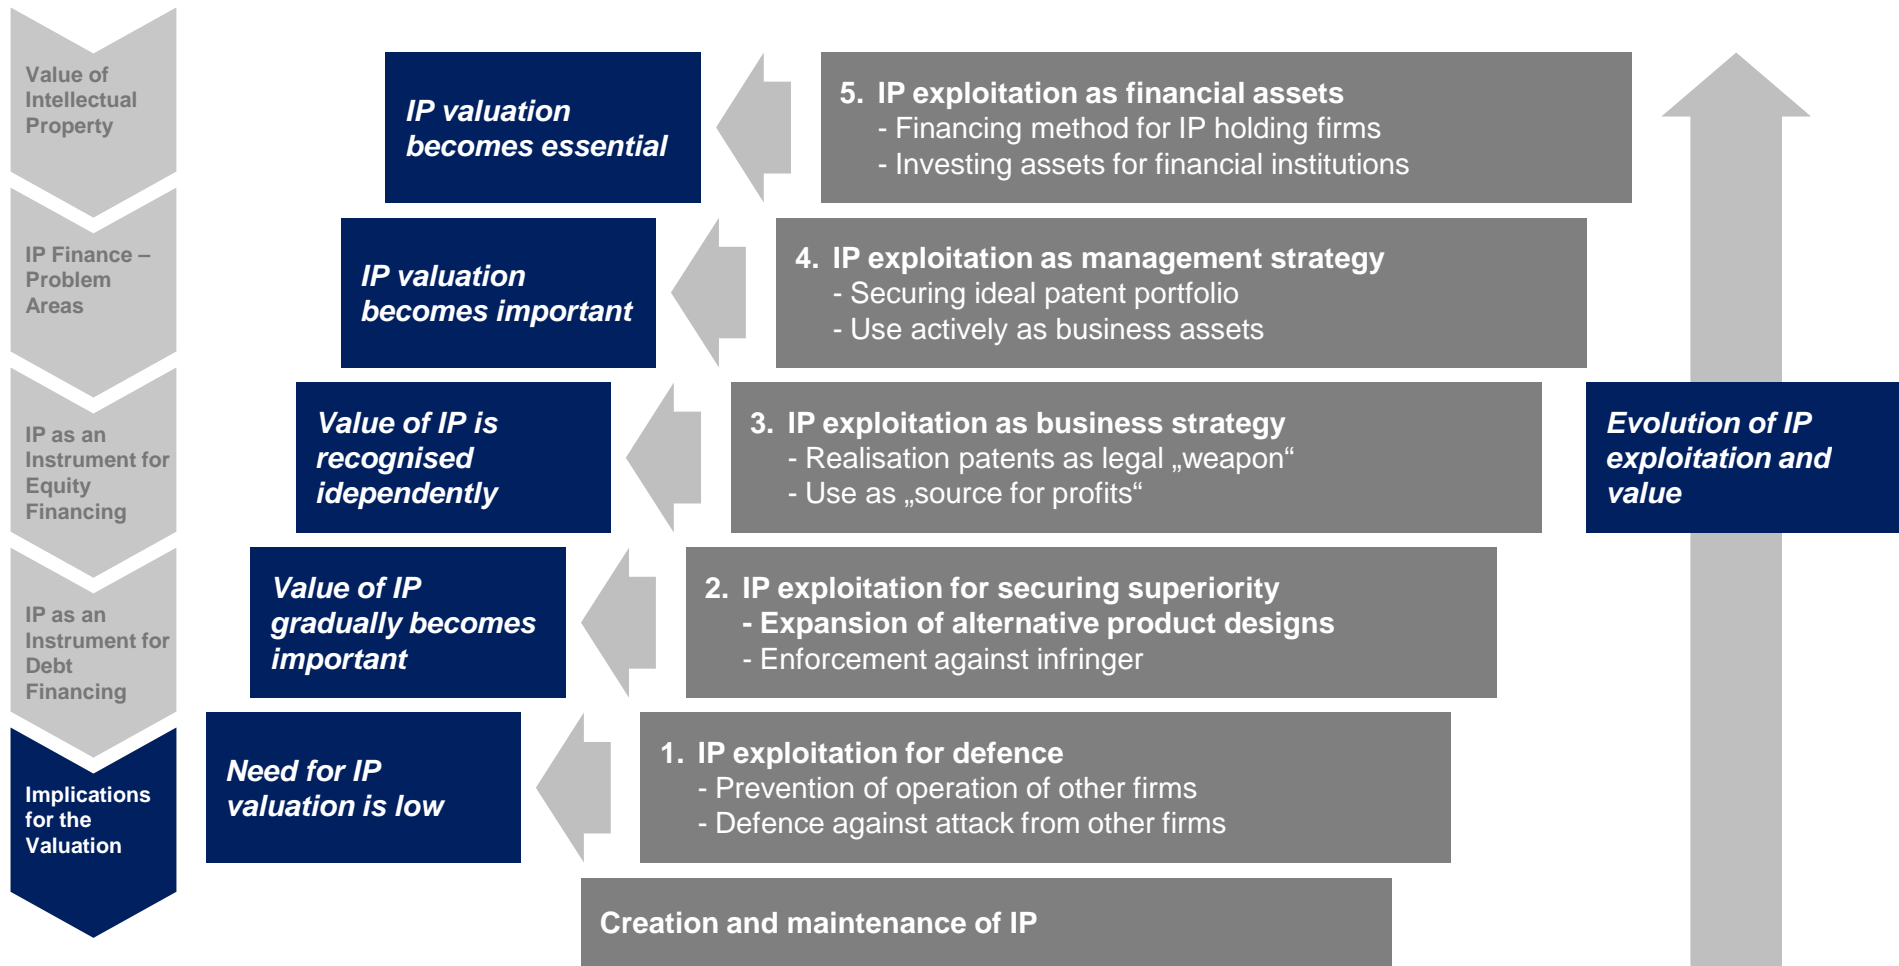 Value of
Intellectual
Property
IP Finance –
Problem
Areas
IP as an
Instrument for
Equity
Financing
IP as an
Instrument for
Debt
Financing
Implications
for the
Valuation
IP valuation
becomes essential
5. IP exploitation as financial assets
- Financing method for IP holding firms
- Investing assets for financial institutions
IP valuation
becomes important
4. IP exploitation as management strategy
- Securing ideal patent portfolio
- Use actively as business assets
Value of IP is
recognised
idependently
3. IP exploitation as business strategy
- Realisation patents as legal „weapon“
- Use as „source for profits“
Value of IP
gradually becomes
important
2. IP exploitation for securing superiority
- Expansion of alternative product designs
- Enforcement against infringer
Need for IP
valuation is low
1. IP exploitation for defence
- Prevention of operation of other firms
- Defence against attack from other firms
Creation and maintenance of IP
Evolution of IP
exploitation and
value